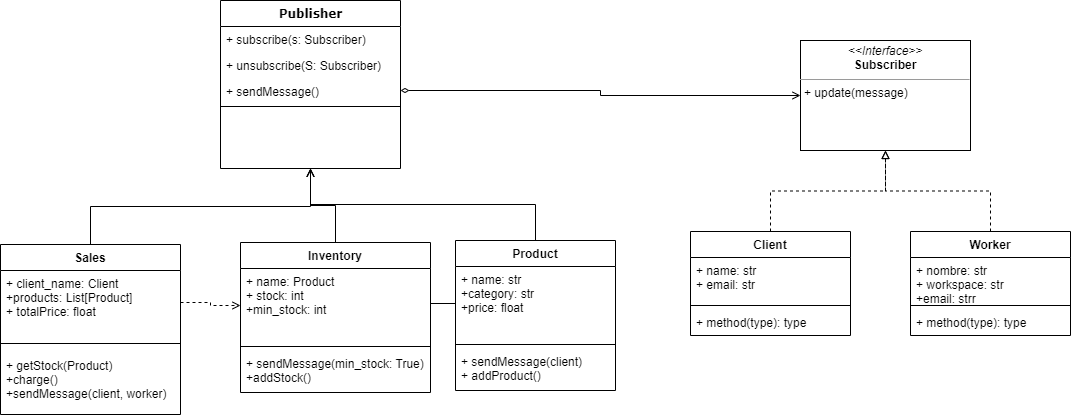 Publisher
+ subscribe(s: Subscriber)
+ unsubscribe(S: Subscriber)
+ sendMessage()
<<Interface>>
Subscriber
+ update(message)
Sales
+ client_name: Client
+products: List[Product]
+ totalPrice: float
+ getStock(Product)
+charge()
+sendMessage(client, worker)
Inventory
+ name: Product
+ stock: int
+min_stock: int
+ sendMessage(min_stock: True)
+addStock()
Product
+ name: str
+category: str
+price: float
+ sendMessage(client)
+ addProduct()
Client
+ name: str
+ email: str
+ method(type): type
Worker
+ nombre: str
+ workspace: str
+email: strr
+ method(type): type